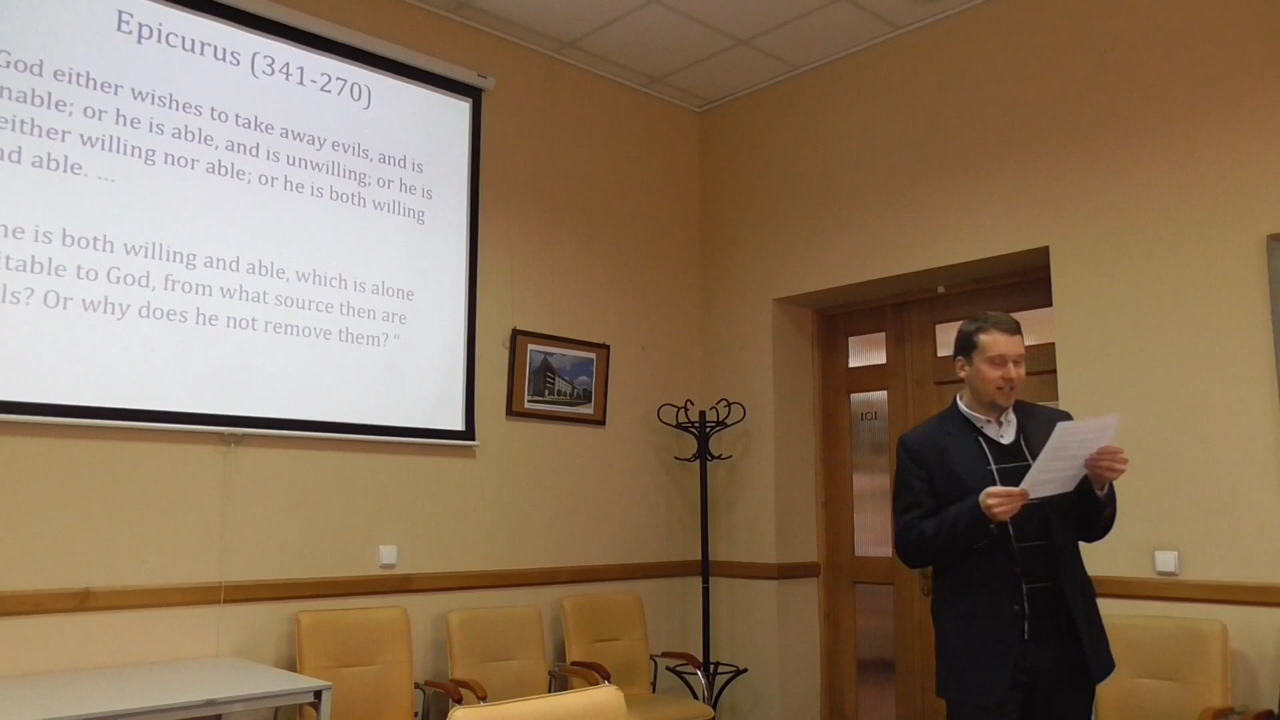 Epicurus (341-270)
God either wishes to take away evils, and is
nable; or he is able, and is unwilling; or he is
either willing nor able; or he is both willing
nd able. ...
he is both willing and able, which is alone
itable to God, from what source then are
ls? Or why does he not remove them? “
101